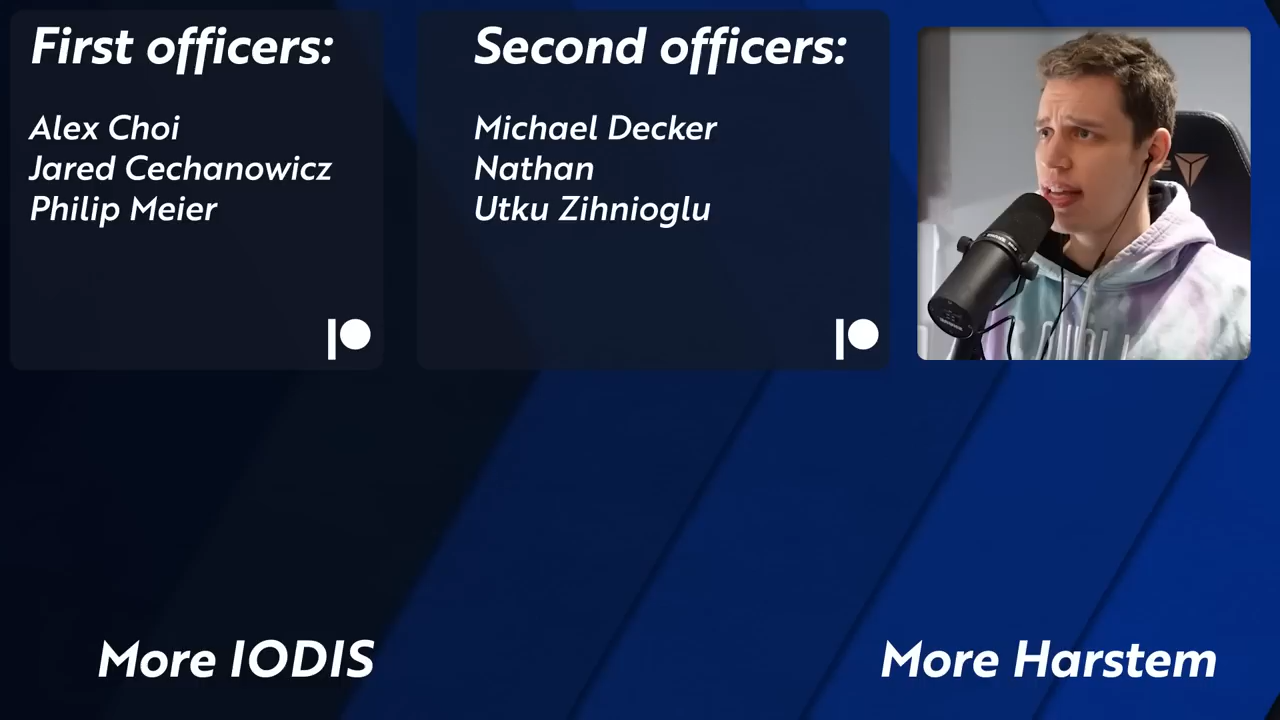 First officers:
Alex Choi
Jared Cechanowicz
Philip Meier
Second officers:
Michael Decker
Nathan
Utku Zihnioglu
More IODIS
More Harstem